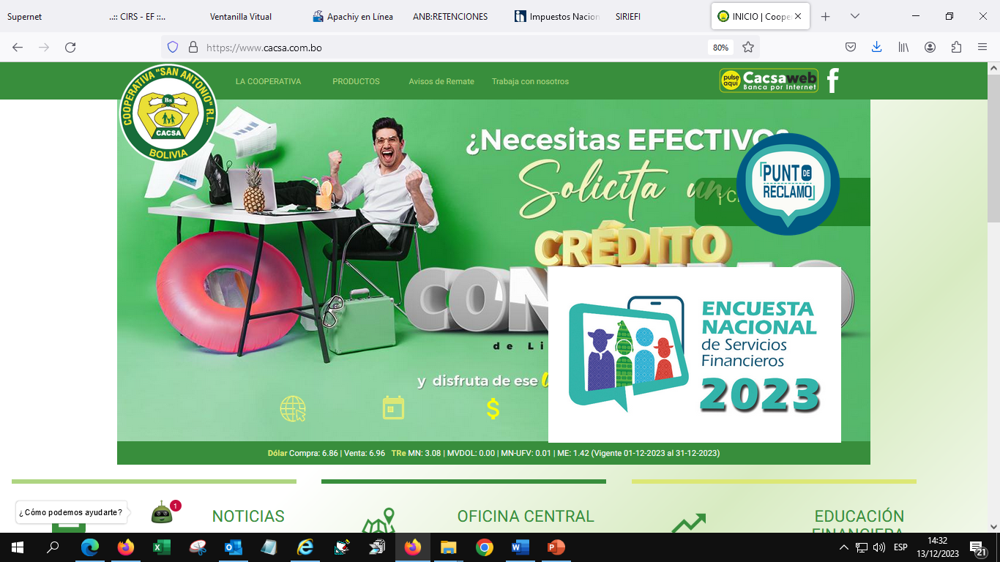 Supernet
..:: CIRS - EF ::..
Ventanilla Vitual
Apachiy en Línea
ANB:RETENCIONES
Impuestos Nacion
SIRIEFI
INICIO | Coope
https://www.cacsa.com.bo
80%
COOPERATIVA "SAN ANTONIO" R.L.
Bs
CACSA
BOLIVIA
LA COOPERATIVA
PRODUCTOS
Avisos de Remate
Trabaja con nosotros
pulse aquí
Cacsaweb
Banca por Internet
¿Necesitas EFECTIVO?
Solicita un
CRÉDITO
PUNTO DE
RECLAMO
de Li
y disfruta de ese
ENCUESTA
NACIONAL
de Servicios
Financieros
2023
Dólar Compra: 6.86 | Venta: 6.96 TRe MN: 3.08 | MVDOL: 0.00 | MN-UFV: 0.01 | ME: 1.42 (Vigente 01-12-2023 al 31-12-2023)
¿Cómo podemos ayudarte?
1
NOTICIAS
OFICINA CENTRAL
EDUCACIÓN
FINANCIERA
ESP
14:32
13/12/2023
21